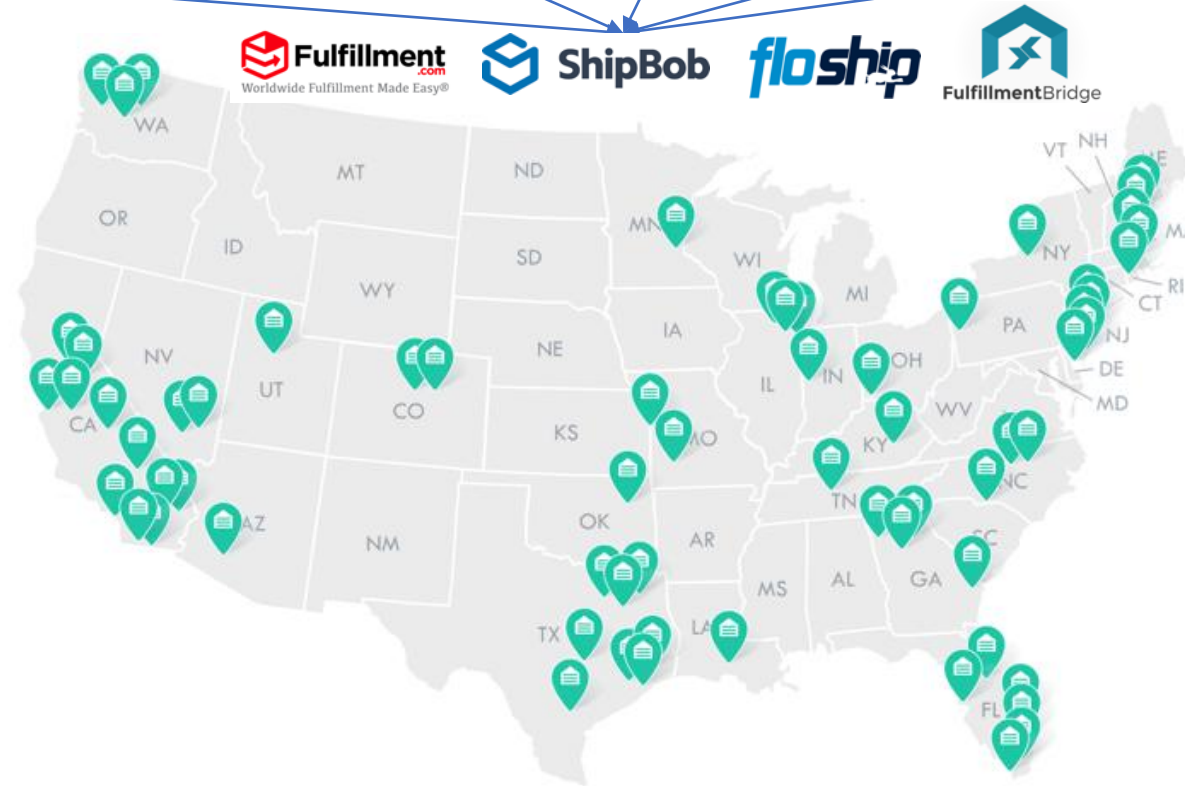 Fulfillment
.com
Worldwide Fulfillment Made Easy®
ShipBob
floship
FulfillmentBridge
WA
MT
ND
VT
NH
OR
ID
MN
SD
WI
NY
WY
MI
RI
CT
IA
PA
NJ
NV
NE
OH
DE
UT
IL
IN
MD
CO
WV
CA
KS
MO
KY
NC
TN
AZ
OK
NM
AR
SC
MS
AL
GA
TX
LA
FL